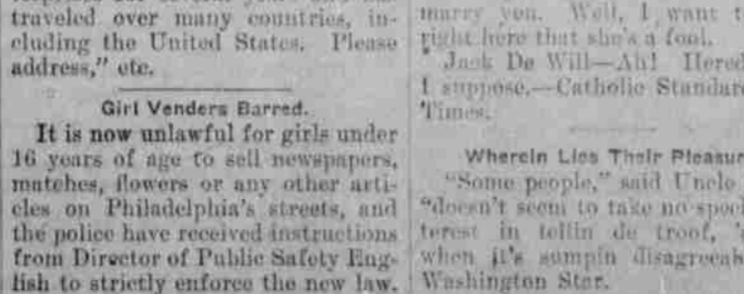 traveled over many countries, in-
cluding the United States. Please
address," etc.
Girl Venders Barred.
It is now unlawful for girls under
16 years of age to sell newspapers,
matches, flowers or any other arti-
cles on Philadelphia's streets, and
the police have received instructions
from Director of Public Safety Eng-
lish to strictly enforce the new law.
marry you. Well, I want t
right here that she's a fool.
Jack De Will—Ah! Hered
I suppose.—Catholic Standard
Times.
Wherein Lies Their Pleasur
"Some people," said Uncle
"doesn't seem to take no spec
terest in tellin de troof,
when it's sumpin disagreeab
Washington Star.